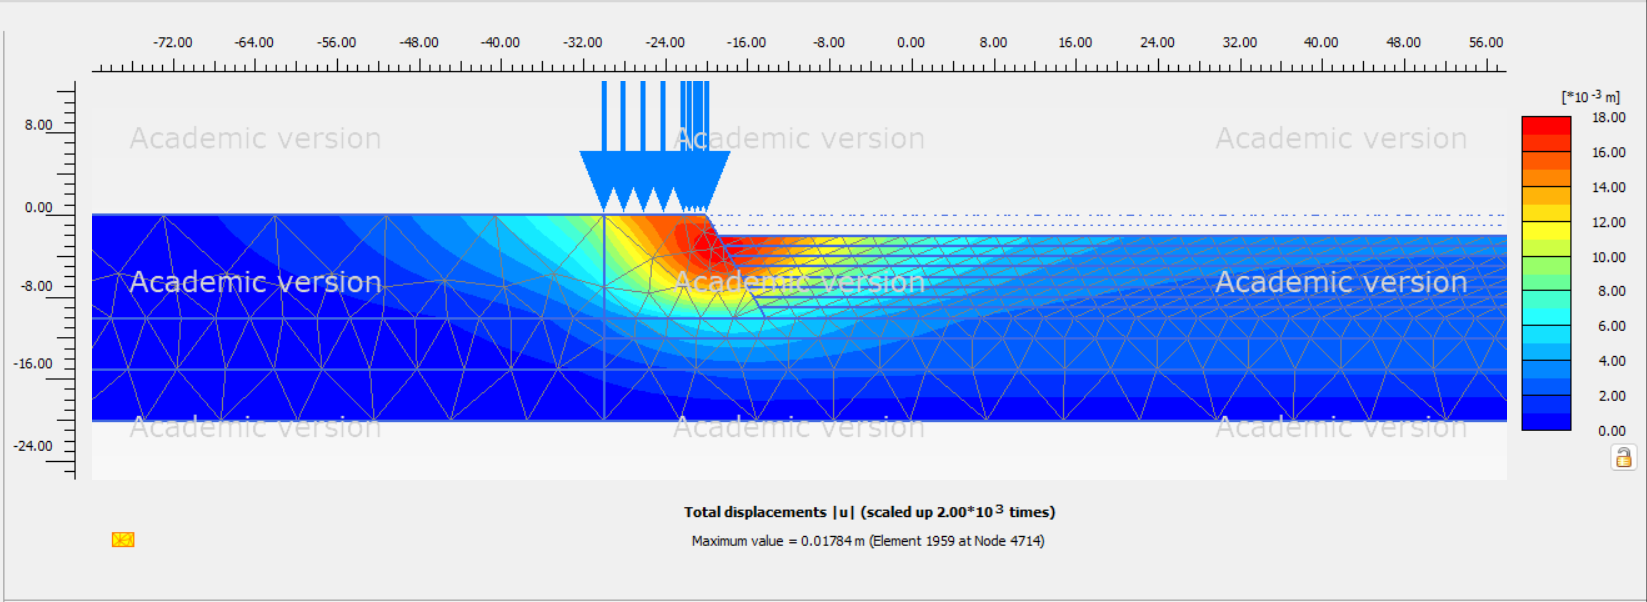 -72.00 -64.00 -56.00 -48.00 -40.00 -32.00 -24.00 -16.00 -8.00 0.00 8.00 16.00 24.00 32.00 40.00 48.00 56.00
[*10 -3 m]
18.00
8.00
Academic version Academic version Academic version
16.00
14.00
0.00
12.00
10.00
-8.00
Academic version Academic version Academic version
8.00
6.00
-16.00
4.00
2.00
Academic version Academic version Academic version
0.00
-24.00
Total displacements |u| (scaled up 2.00*10 3 times)
Maximum value = 0.01784 m (Element 1959 at Node 4714)